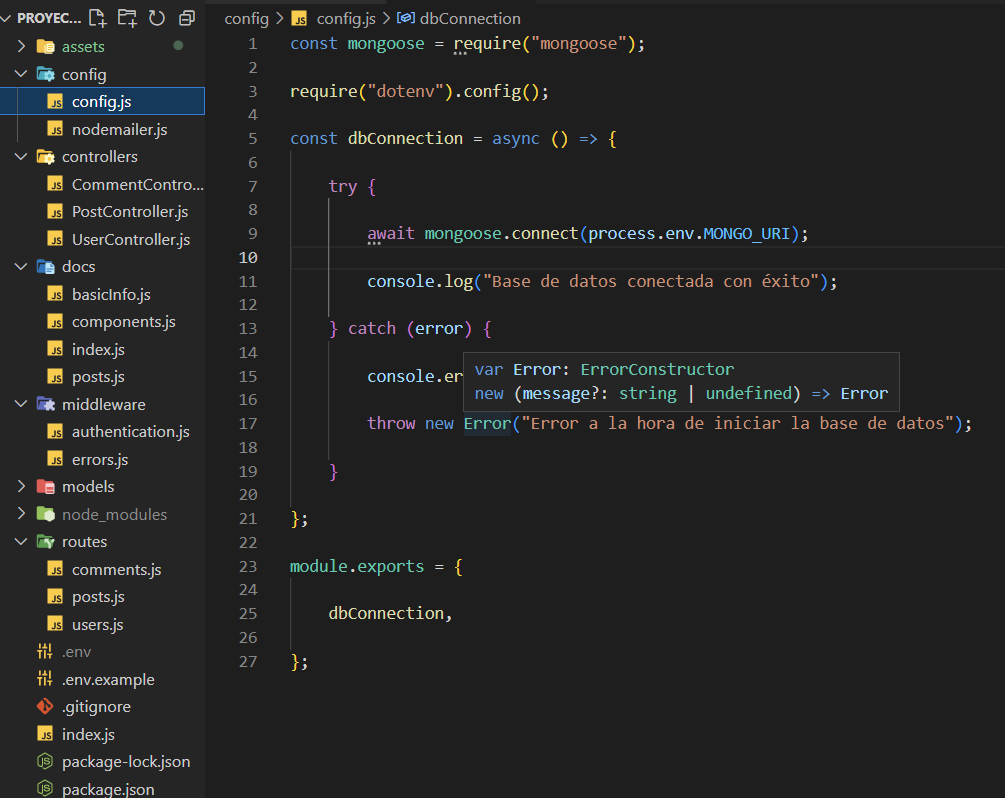 PROYEC...
assets
config
config.js
nodemailer.js
controllers
CommentContro...
PostController.js
UserController.js
docs
basicInfo.js
components.js
index.js
posts.js
middleware
authentication.js
errors.js
models
node_modules
routes
comments.js
posts.js
users.js
.env
.env.example
.gitignore
index.js
package-lock.json
package.json
config > JS config.js > dbConnection
1 const mongoose = require("mongoose");
2
3 require("dotenv").config();
4
5 const dbConnection = async () => {
6
7 try {
8
9 await mongoose.connect(process.env.MONGO_URI);
10
11 console.log("Base de datos conectada con éxito");
12
13 } catch (error) {
14
var Error: ErrorConstructor
15 console.er
new (message?: string | undefined) => Error
16
17 throw new Error("Error a la hora de iniciar la base de datos");
18
19 }
20
21 };
22
23 module.exports = {
24
25 dbConnection,
26
27 };